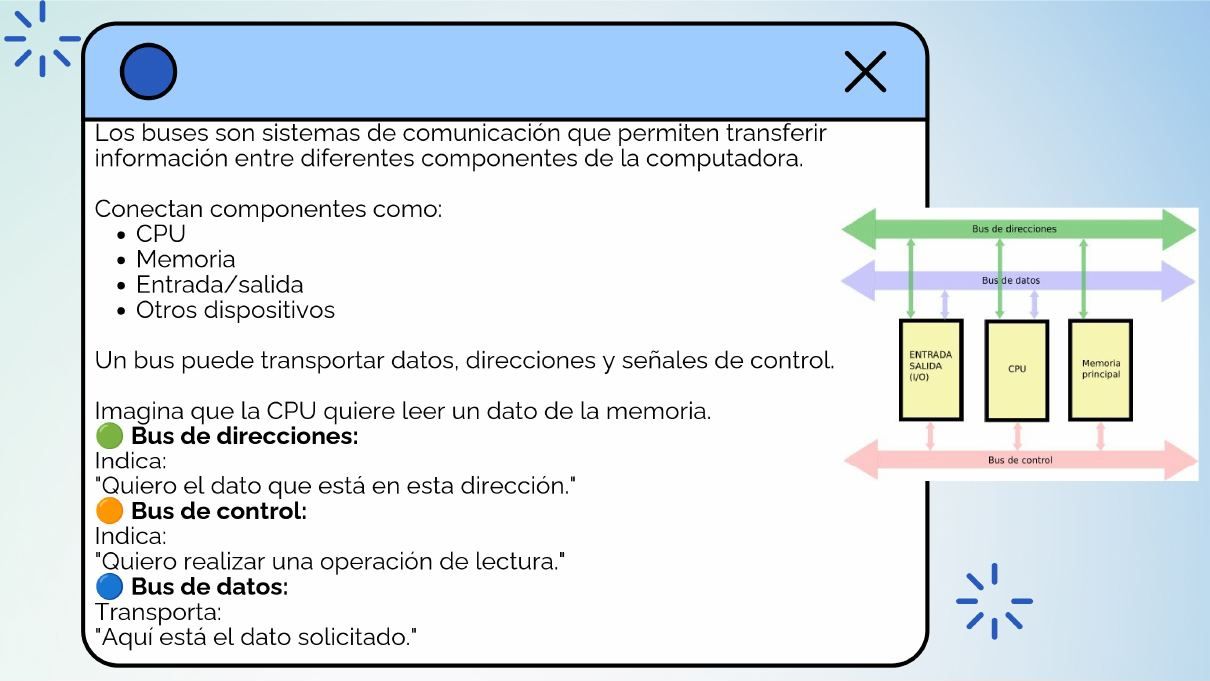 Los buses son sistemas de comunicación que permiten transferir
información entre diferentes componentes de la computadora.
Conectan componentes como:
• CPU
• Memoria
• Entrada/salida
• Otros dispositivos
Un bus puede transportar datos, direcciones y señales de control.
Imagina que la CPU quiere leer un dato de la memoria.
🟢 Bus de direcciones:
Indica:
"Quiero el dato que está en esta dirección."
🟠 Bus de control:
Indica:
"Quiero realizar una operación de lectura."
🔵 Bus de datos:
Transporta:
"Aquí está el dato solicitado."
Bus de direcciones
Bus de datos
ENTRADA
SALIDA
(I/O)
CPU
Memoria
principal
Bus de control